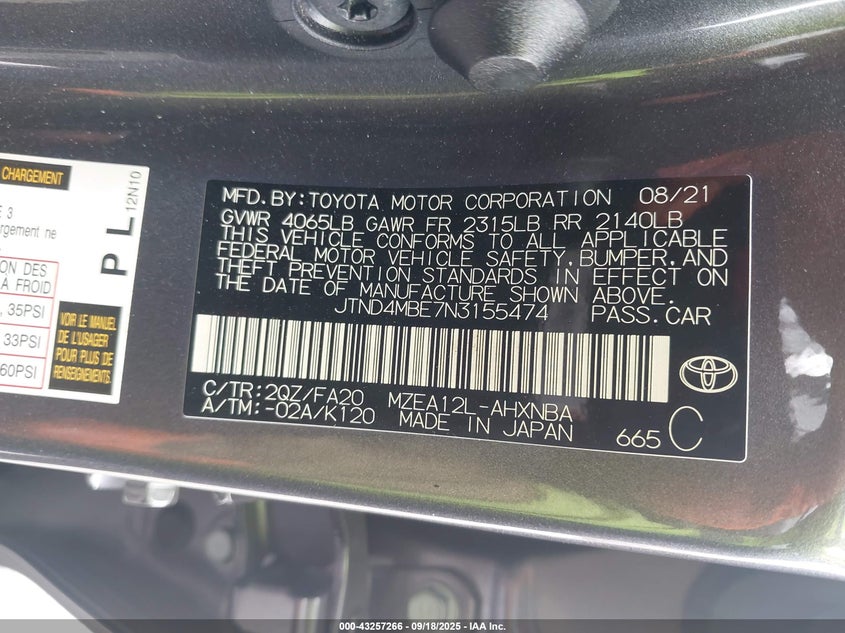 CHARGEMENT
E 3
rgement ne
ION DES
LA FROID
, 35PSI
33PSI
60PSI
VOIR LE MANUEL
DE L'USAGER
POUR PLUS DE
RENSEIGNEMENTS.
PL
12N10
MFD.BY:TOYOTA MOTOR CORPORATION 08/21
GVWR 4065LB GAWR FR 2315LB RR 2140LB
THIS VEHICLE CONFORMS TO ALL APPLICABLE
FEDERAL MOTOR VEHICLE SAFETY,BUMPER,AND
THEFT PREVENTION STANDARDS IN EFFECT ON
THE DATE OF MANUFACTURE SHOWN ABOVE.
JTND4MBE7N3155474 PASS.CAR
C/TR:2QZ/FA20 MZEA12L-AHXNBA
A/TM:-02A/K120 MADE IN JAPAN 665 C
000-43257266 - 09/18/2025 - IAA Inc.